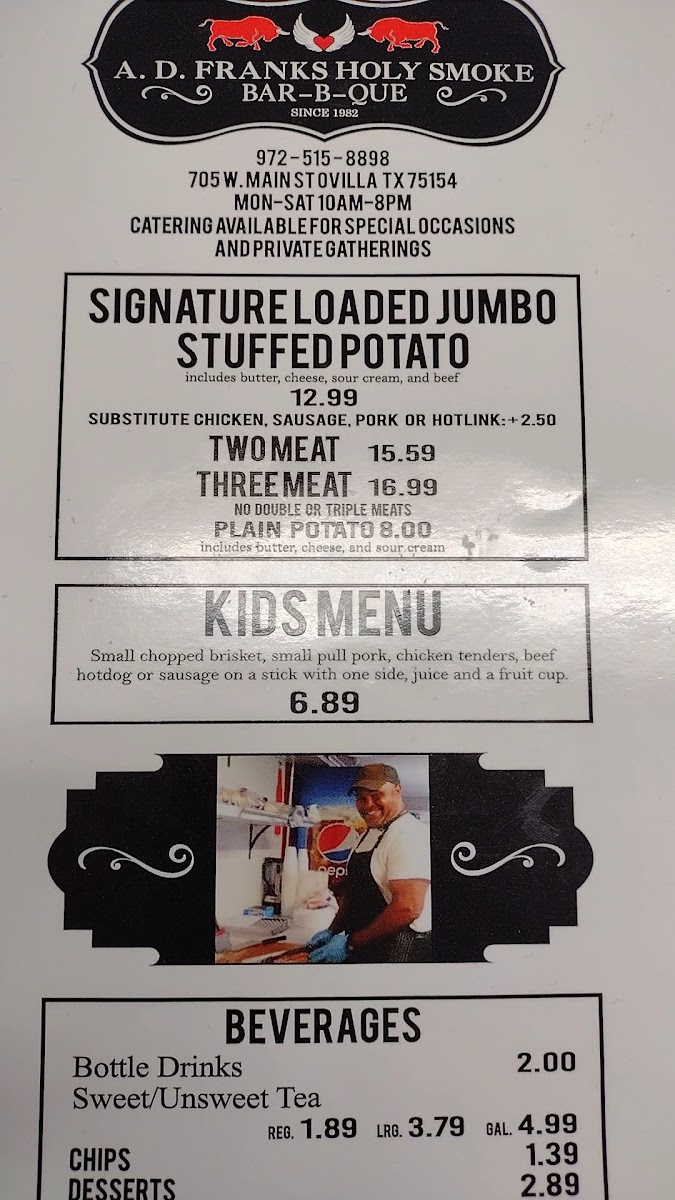 A. D. FRANKS HOLY SMOKE
BAR-B-QUE
SINCE 1982
972-515-8898
705 W. MAIN ST OVILLA TX 75154
MON-SAT 10AM-8PM
CATERING AVAILABLE FOR SPECIAL OCCASIONS
AND PRIVATE GATHERINGS
SIGNATURE LOADED JUMBO
STUFFED POTATO
includes butter, cheese, sour cream, and beef
12.99
SUBSTITUTE CHICKEN, SAUSAGE, PORK OR HOTLINK:+2.50
TWO MEAT 15.59
THREE MEAT 16.99
NO DOUBLE OR TRIPLE MEATS
PLAIN POTATO 8.00
includes butter, cheese, and sour cream
KIDS MENU
Small chopped brisket, small pull pork, chicken tenders, beef
hotdog or sausage on a stick with one side, juice and a fruit cup.
6.89
pepsi
BEVERAGES
Bottle Drinks 2.00
Sweet/Unsweet Tea
REG. 1.89 LRG. 3.79 GAL. 4.99
CHIPS 1.39
DESSERTS 2.89